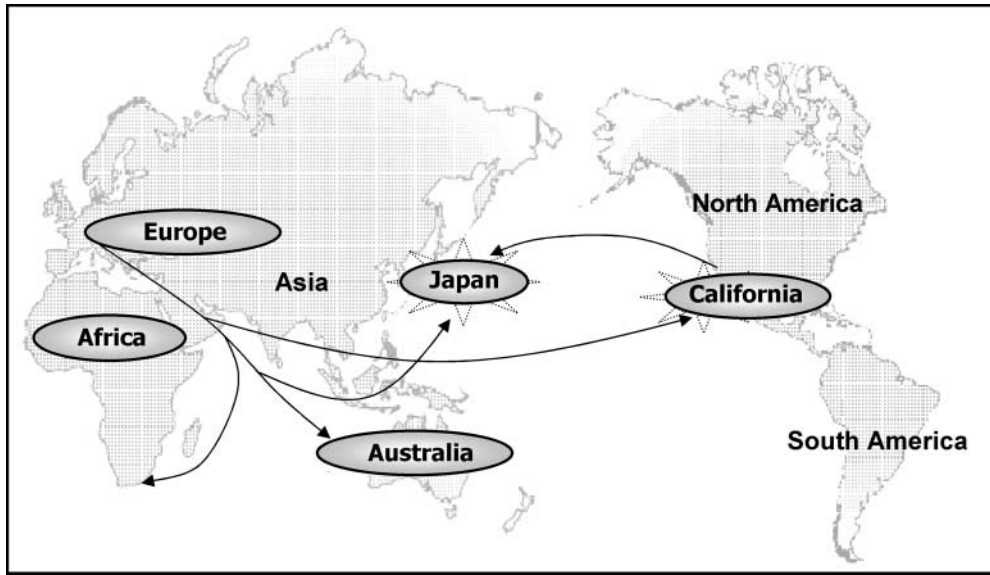 North America
Europe
Asia
Japan
California
Africa
South America
Australia